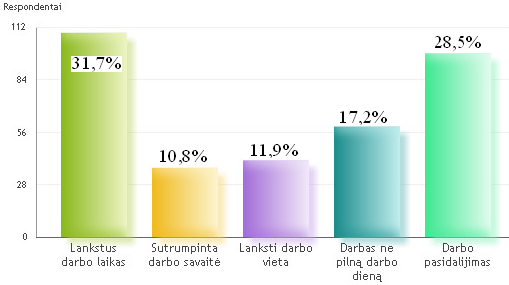 Respondentai
112
84
56
28
0
31,7%
10,8%
11,9%
17,2%
28,5%
Lankstus
darbo laikas
Sutrumpinta
darbo savaitė
Lanksti darbo
vieta
Darbas ne
pilną darbo
dieną
Darbo
pasidalijimas